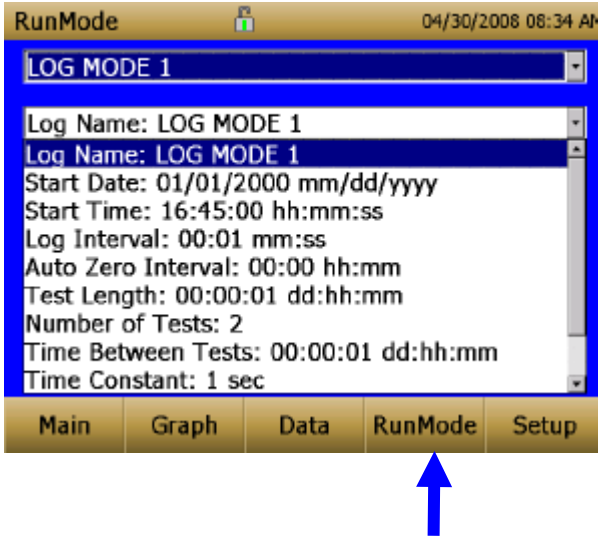 RunMode 04/30/2008 08:34 AM
LOG MODE 1
Log Name: LOG MODE 1
Log Name: LOG MODE 1
Start Date: 01/01/2000 mm/dd/yyyy
Start Time: 16:45:00 hh:mm:ss
Log Interval: 00:01 mm:ss
Auto Zero Interval: 00:00 hh:mm
Test Length: 00:00:01 dd:hh:mm
Number of Tests: 2
Time Between Tests: 00:00:01 dd:hh:mm
Time Constant: 1 sec
Main Graph Data RunMode Setup